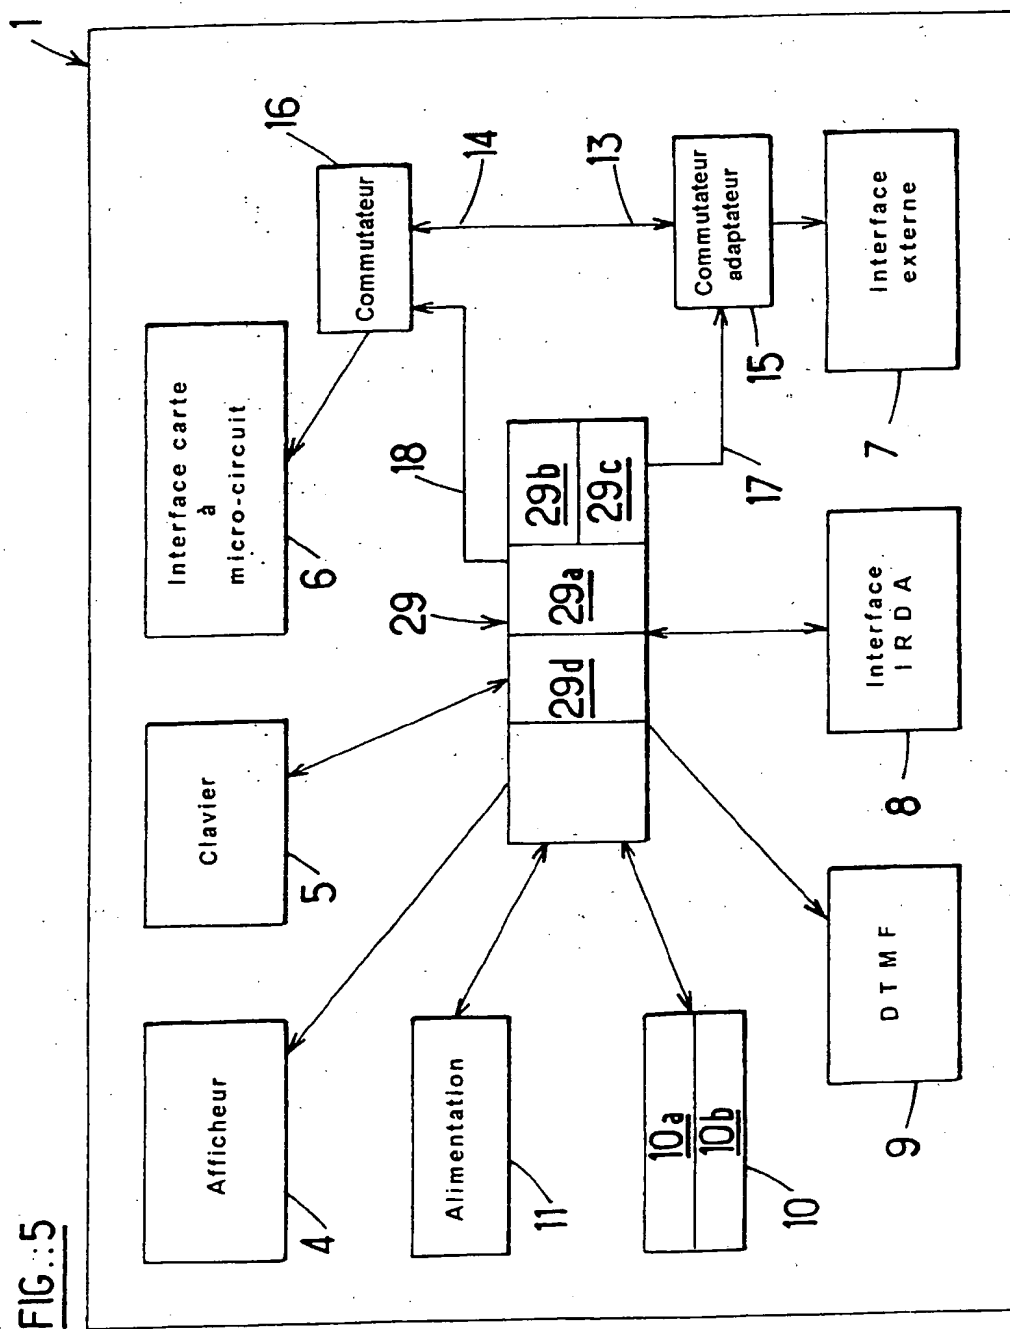 FIG.:5
1
Afficheur
4
Clavier
5
Interface carte
à
micro-circuit
6
Commutateur
16
Alimentation
11
29
18
14
13
29d
29a
29b
29c
10a
10b
10
17
Commutateur
adaptateur
15
DTMF
9
Interface
IRDA
8
Interface
externe
7